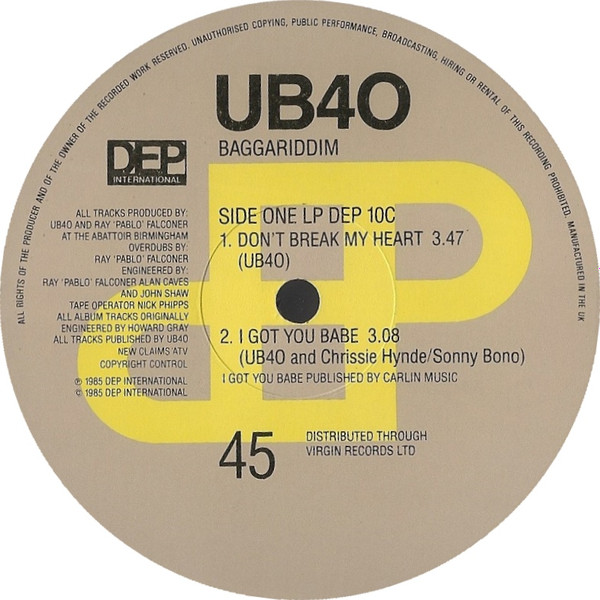 ALL RIGHTS OF THE PRODUCER AND OF THE OWNER OF THE RECORDED WORK RESERVED. UNAUTHORISED COPYING, PUBLIC PERFORMANCE, BROADCASTING, HIRING OR RENTAL OF THIS RECORDING PROHIBITED. MANUFACTURED IN THE UK
UB40
BAGGARIDDIM
DEP
INTERNATIONAL
ALL TRACKS PRODUCED BY:
UB40 AND RAY 'PABLO' FALCONER
AT THE ABATTOIR BIRMINGHAM
OVERDUBS BY:
RAY 'PABLO' FALCONER
ENGINEERED BY:
RAY 'PABLO' FALCONER ALAN CAVES
AND JOHN SHAW
TAPE OPERATOR NICK PHIPPS
ALL ALBUM TRACKS ORIGINALLY
ENGINEERED BY HOWARD GRAY
ALL TRACKS PUBLISHED BY UB40
NEW CLAIMS'ATV
COPYRIGHT CONTROL
℗ 1985 DEP INTERNATIONAL
© 1985 DEP INTERNATIONAL
SIDE ONE LP DEP 10C
1. DON'T BREAK MY HEART 3.47
(UB40)
2. I GOT YOU BABE 3.08
(UB40 and Chrissie Hynde/Sonny Bono)
I GOT YOU BABE PUBLISHED BY CARLIN MUSIC
45
DISTRIBUTED THROUGH
VIRGIN RECORDS LTD
DEP